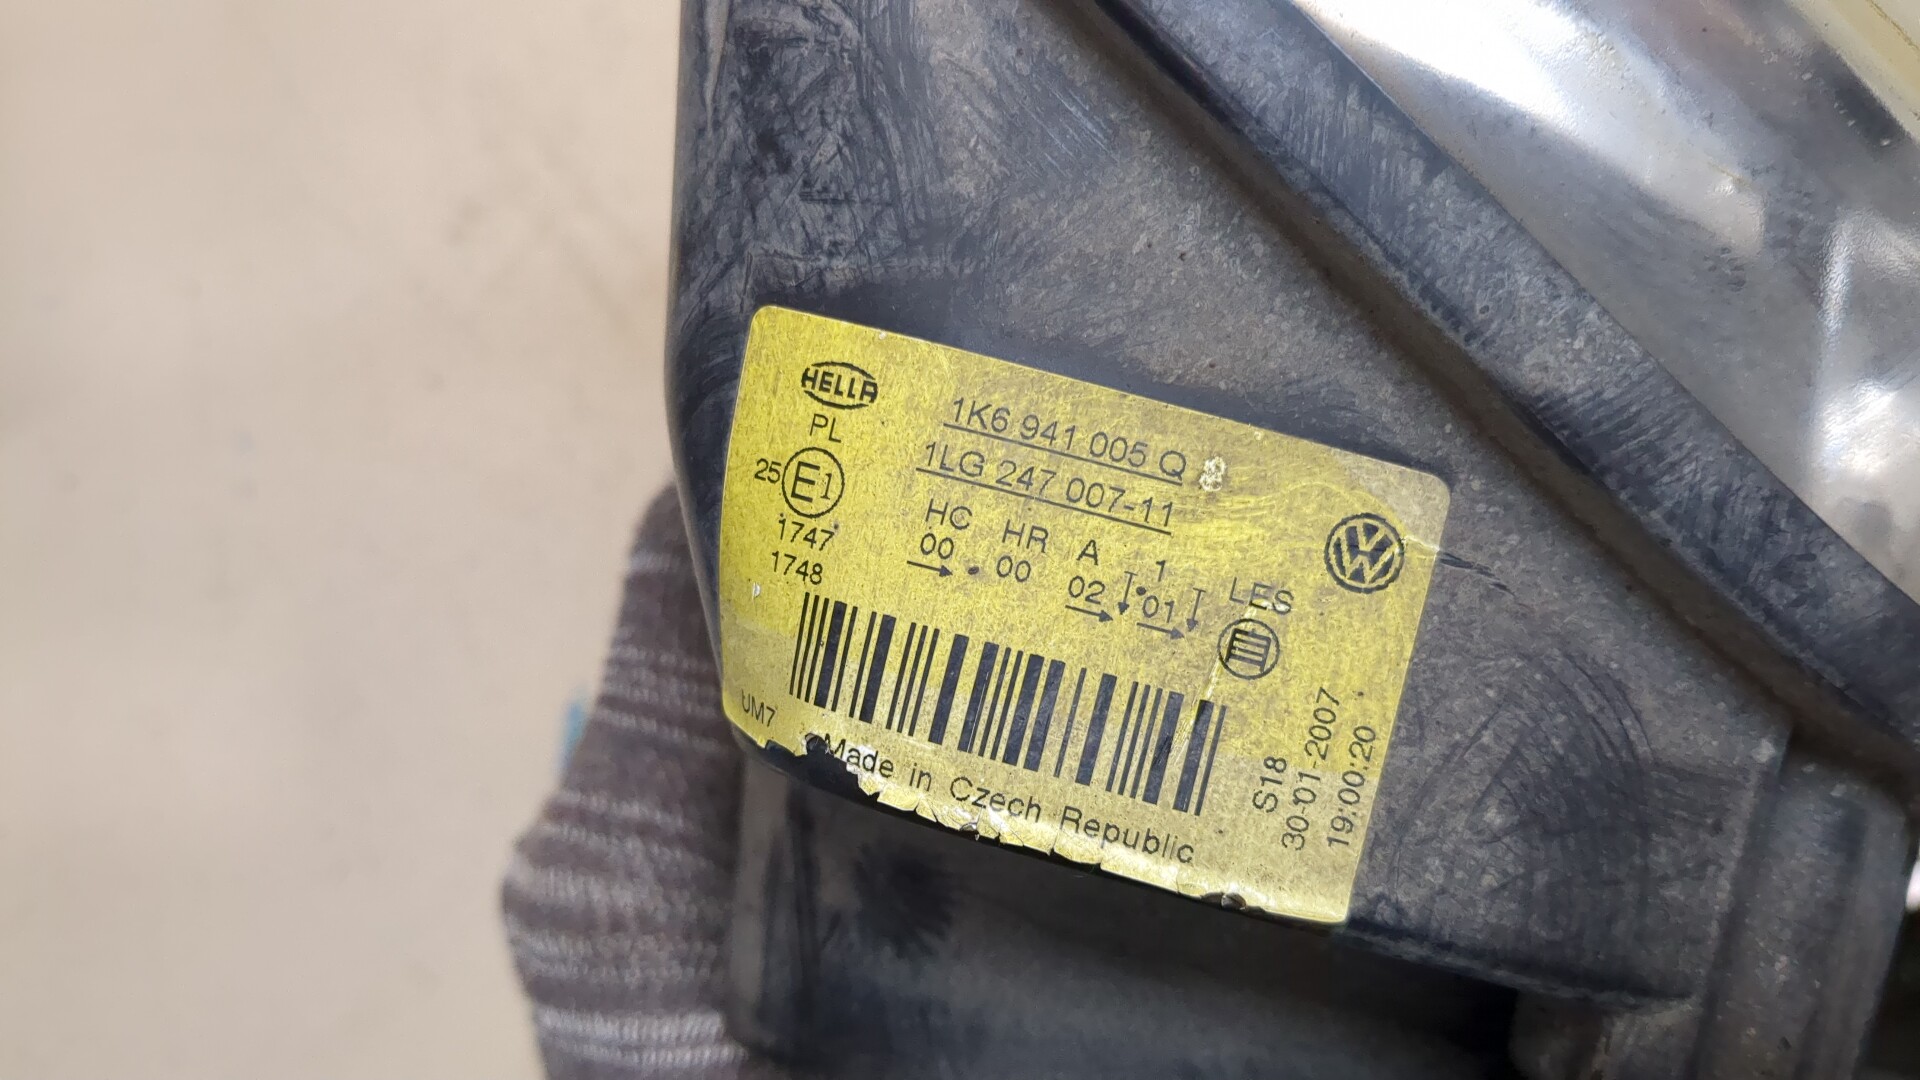 HELLA
PL
25 E1
1747
1748
1K6 941 005 Q
1LG 247 007-11
HC HR A 1 LES
00 00 02 01
UM7
Made in Czech Republic
S18
30-01-2007
19:00:20
VW